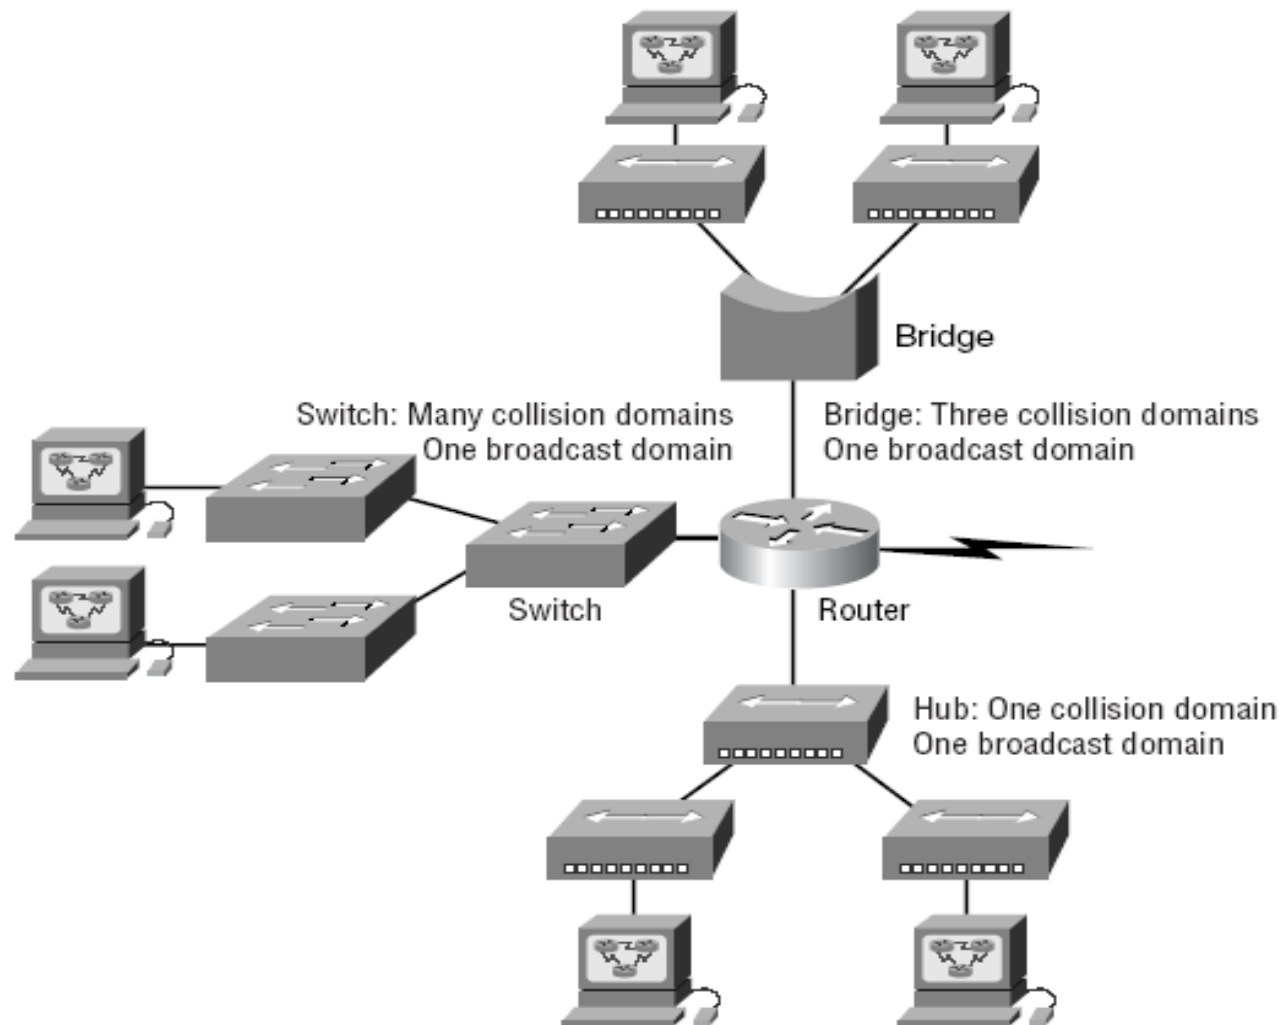 Bridge
Switch: Many collision domains
One broadcast domain
Bridge: Three collision domains
One broadcast domain
Switch
Router
Hub: One collision domain
One broadcast domain